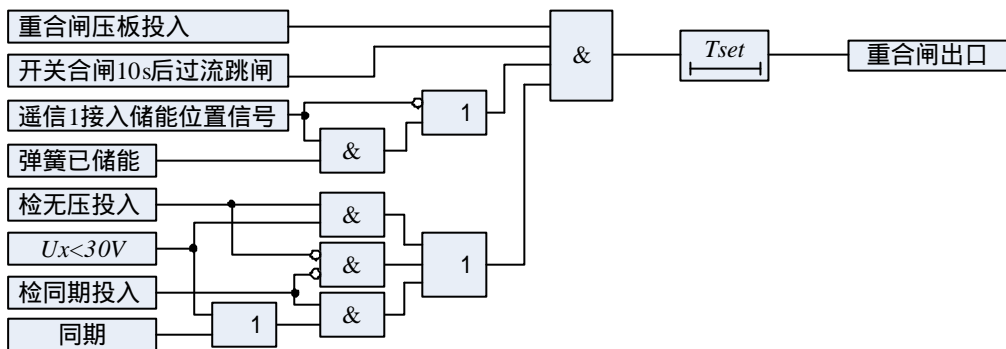 重合闸压板投入
开关合闸10s后过流跳闸
遥信1接入储能位置信号
弹簧已储能
检无压投入
Ux<30V
检同期投入
同期
&
1
&
&
&
1
1
&
Tset
重合闸出口